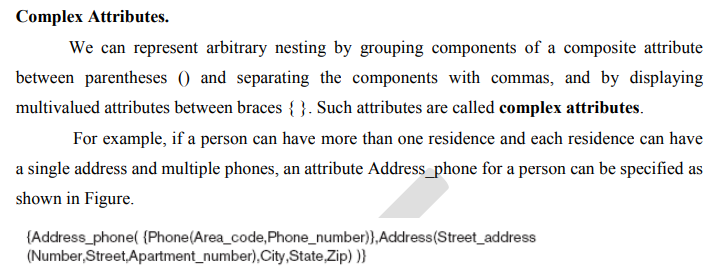 Complex Attributes.
We can represent arbitrary nesting by grouping components of a composite attribute
between parentheses () and separating the components with commas, and by displaying
multivalued attributes between braces { }. Such attributes are called complex attributes.
For example, if a person can have more than one residence and each residence can have
a single address and multiple phones, an attribute Address_phone for a person can be specified as
shown in Figure.
{Address_phone( {Phone(Area_code,Phone_number)},Address(Street_address
(Number,Street,Apartment_number),City,State,Zip) )}